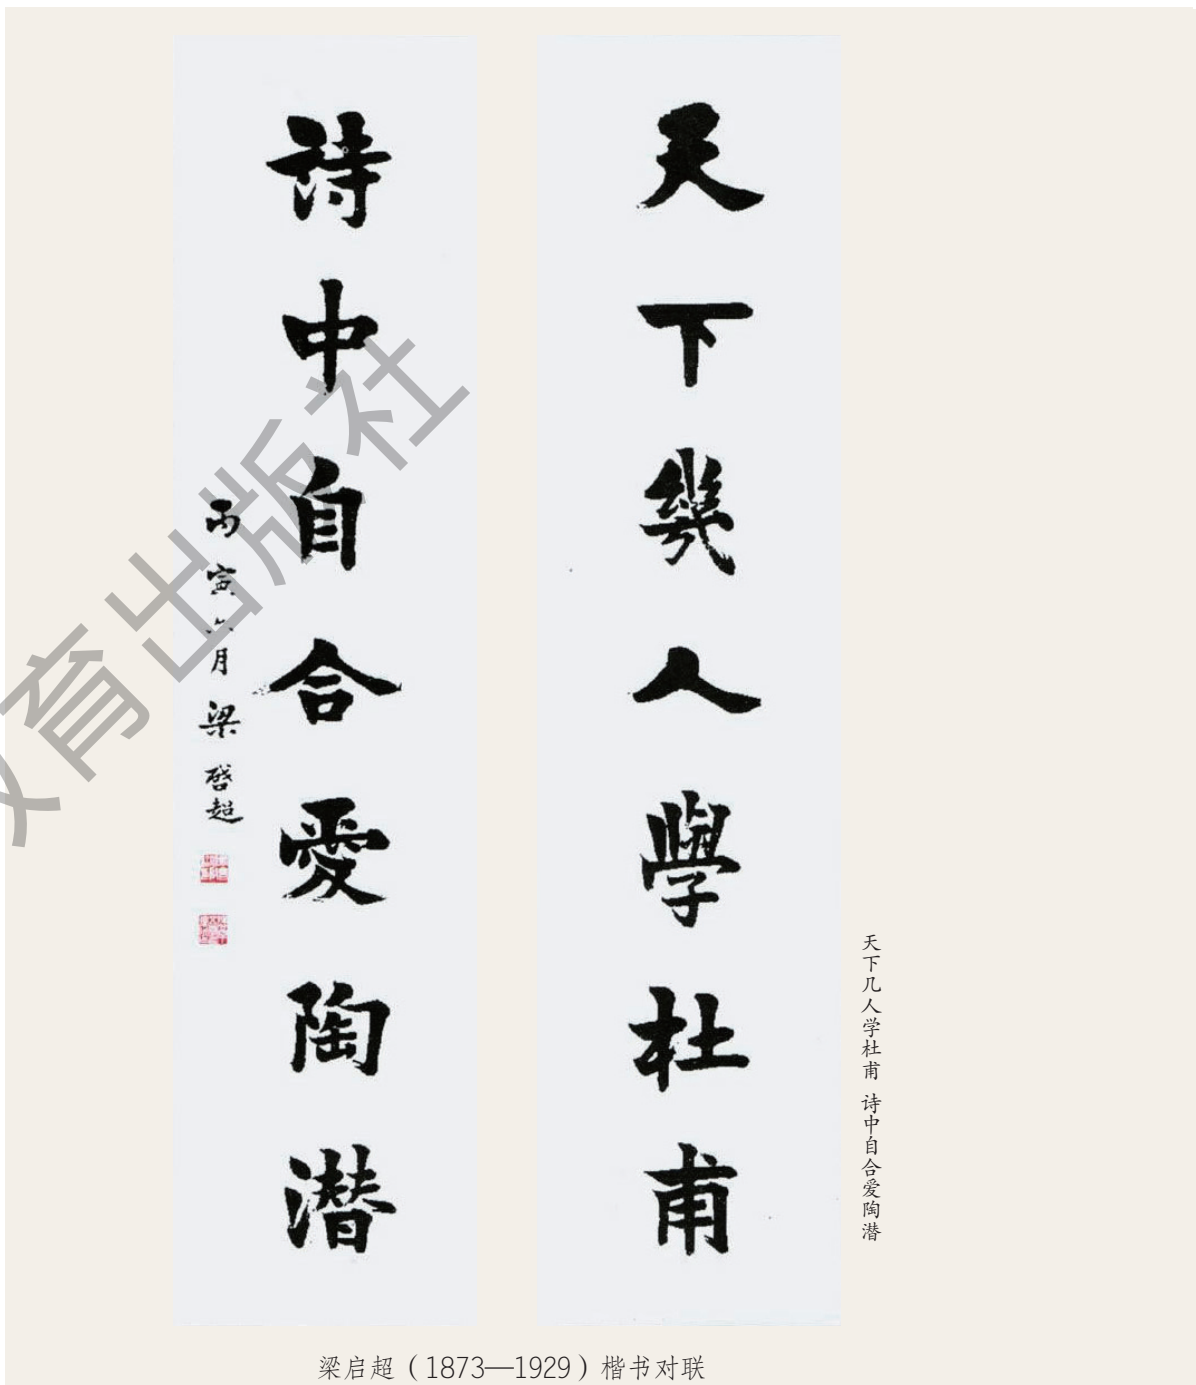 天下幾人學杜甫
詩中自合愛陶潛
丙寅六月梁啓超
天下几人学杜甫 诗中自合爱陶潜
梁启超（1873—1929）楷书对联
教育出版社